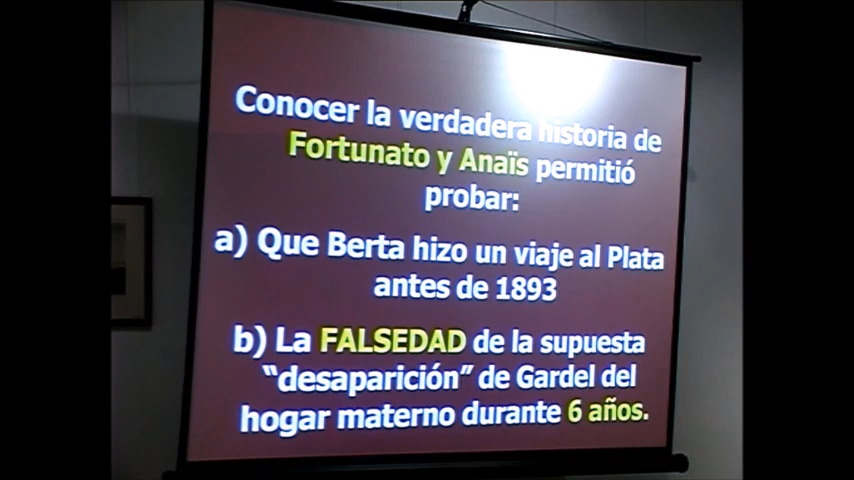 Conocer la verdadera historia de
Fortunato y Anaïs permitió
probar:
a) Que Berta hizo un viaje al Plata
antes de 1893
b) La FALSEDAD de la supuesta
“desaparición” de Gardel del
hogar materno durante 6 años.